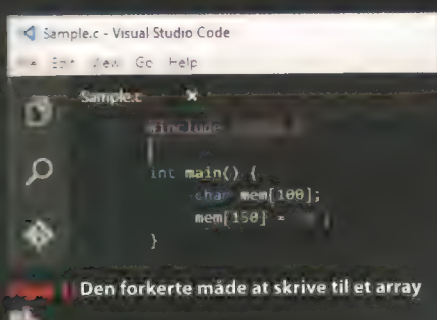 Sample.c - Visual Studio Code
Go Help
Sample.c
#include
int main() {
char mem[100];
mem[150] =
}
Den forkerte måde at skrive til et array